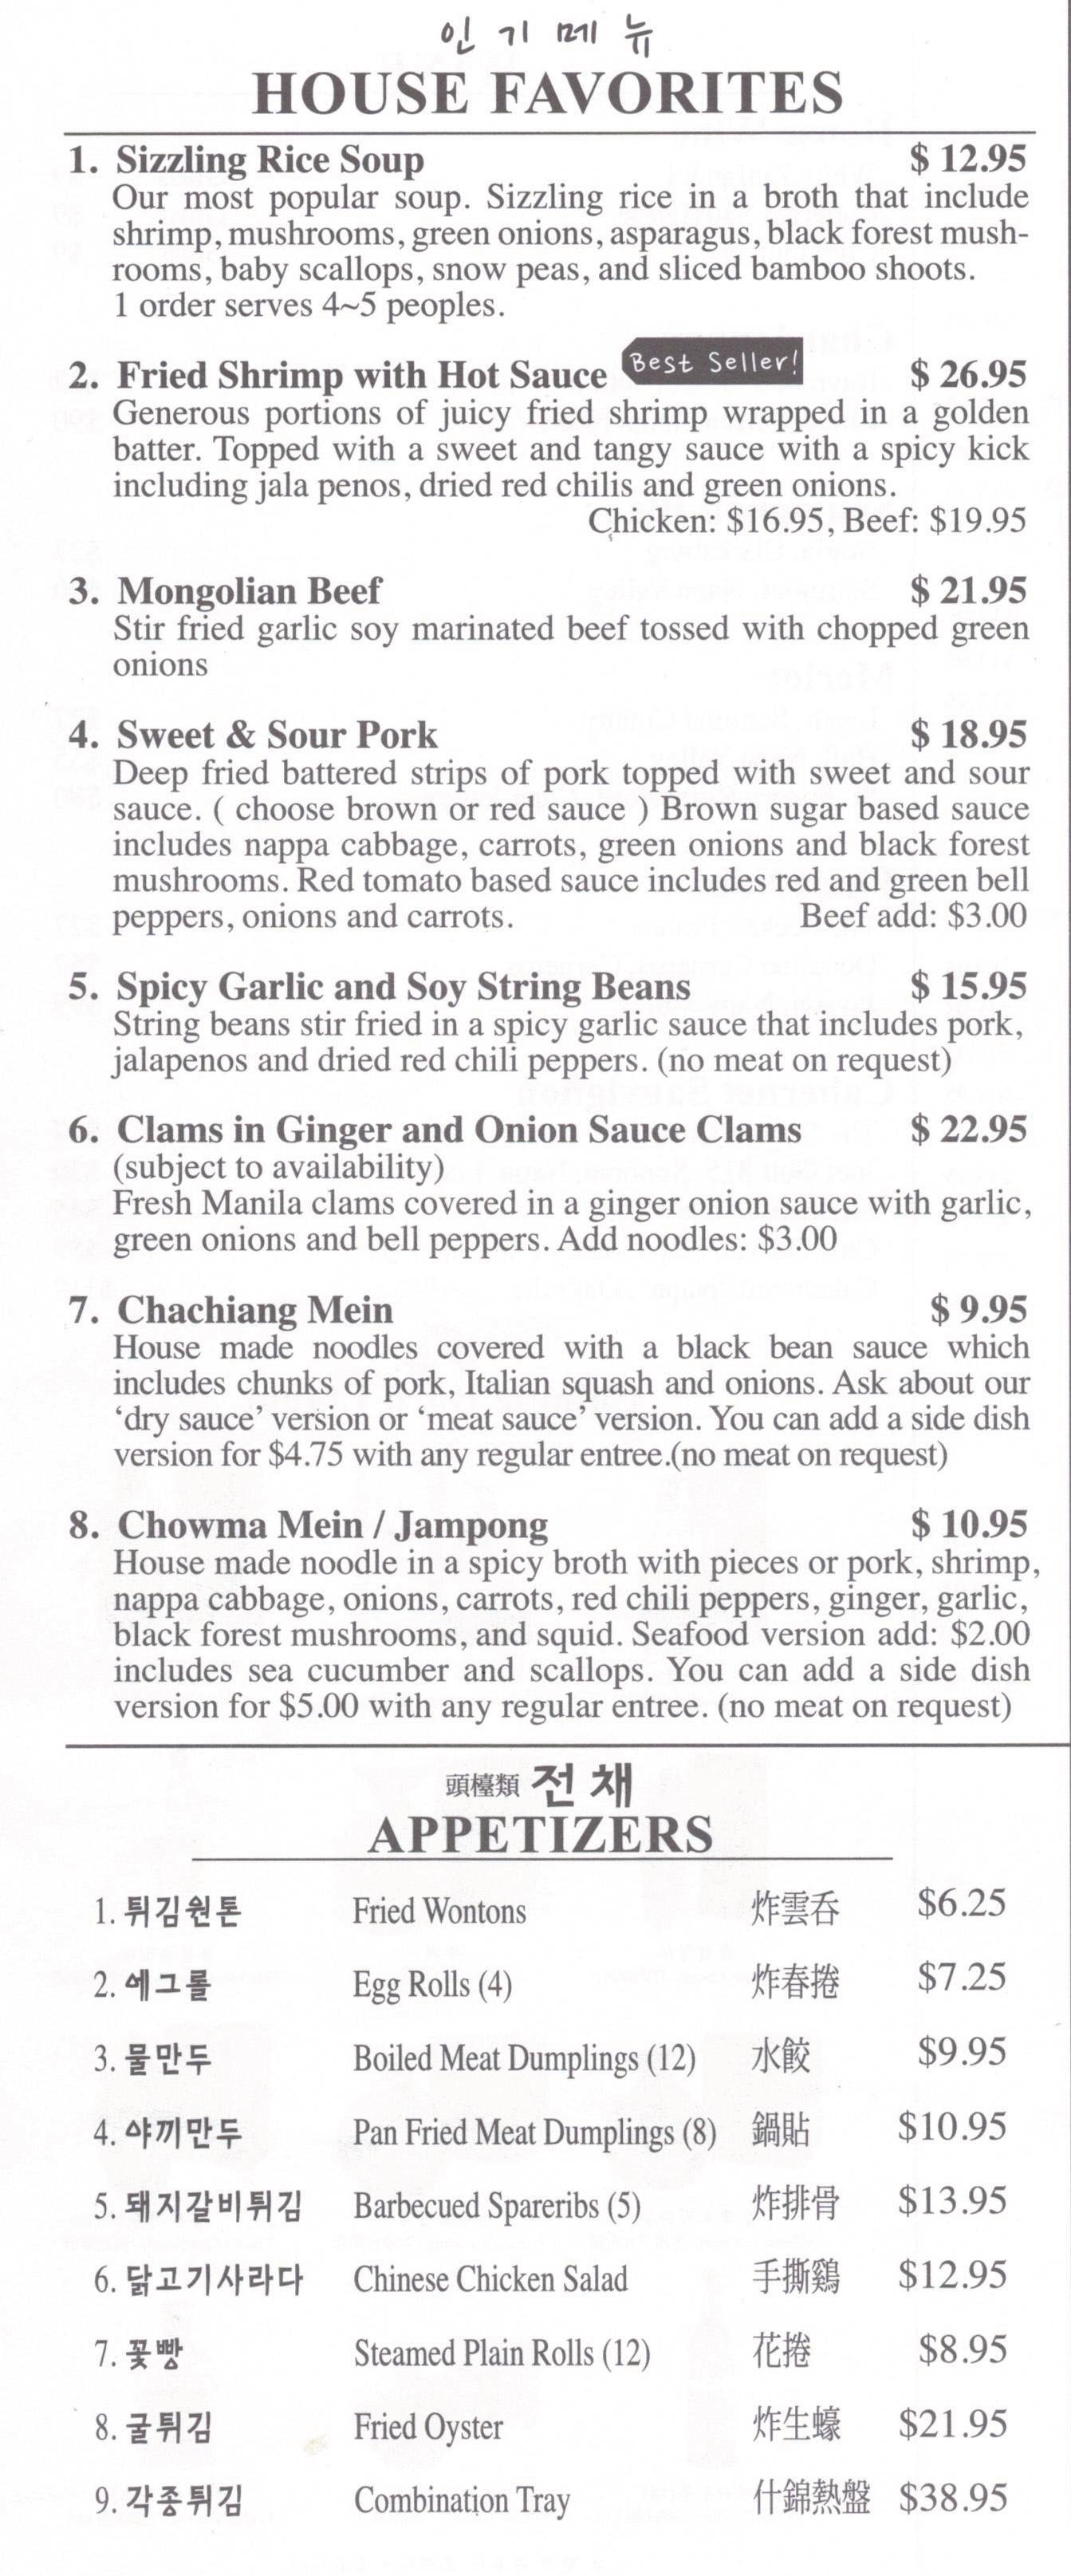 인기메뉴
HOUSE FAVORITES
1. Sizzling Rice Soup $ 12.95
Our most popular soup. Sizzling rice in a broth that include
shrimp, mushrooms, green onions, asparagus, black forest mush-
rooms, baby scallops, snow peas, and sliced bamboo shoots.
1 order serves 4~5 peoples.
2. Fried Shrimp with Hot Sauce Best Seller! $ 26.95
Generous portions of juicy fried shrimp wrapped in a golden
batter. Topped with a sweet and tangy sauce with a spicy kick
including jala penos, dried red chilis and green onions.
Chicken: $16.95, Beef: $19.95
3. Mongolian Beef $ 21.95
Stir fried garlic soy marinated beef tossed with chopped green
onions
4. Sweet & Sour Pork $ 18.95
Deep fried battered strips of pork topped with sweet and sour
sauce. ( choose brown or red sauce ) Brown sugar based sauce
includes nappa cabbage, carrots, green onions and black forest
mushrooms. Red tomato based sauce includes red and green bell
peppers, onions and carrots. Beef add: $3.00
5. Spicy Garlic and Soy String Beans $ 15.95
String beans stir fried in a spicy garlic sauce that includes pork,
jalapenos and dried red chili peppers. (no meat on request)
6. Clams in Ginger and Onion Sauce Clams $ 22.95
(subject to availability)
Fresh Manila clams covered in a ginger onion sauce with garlic,
green onions and bell peppers. Add noodles: $3.00
7. Chachiang Mein $ 9.95
House made noodles covered with a black bean sauce which
includes chunks of pork, Italian squash and onions. Ask about our
‘dry sauce’ version or ‘meat sauce’ version. You can add a side dish
version for $4.75 with any regular entree.(no meat on request)
8. Chowma Mein / Jampong $ 10.95
House made noodle in a spicy broth with pieces or pork, shrimp,
nappa cabbage, onions, carrots, red chili peppers, ginger, garlic,
black forest mushrooms, and squid. Seafood version add: $2.00
includes sea cucumber and scallops. You can add a side dish
version for $5.00 with any regular entree. (no meat on request)
頭檯類 전채
APPETIZERS
1. 튀김원톤 Fried Wontons 炸雲呑 $6.25
2. 에그롤 Egg Rolls (4) 炸春捲 $7.25
3. 물만두 Boiled Meat Dumplings (12) 水餃 $9.95
4. 야끼만두 Pan Fried Meat Dumplings (8) 鍋貼 $10.95
5. 돼지갈비튀김 Barbecued Spareribs (5) 炸排骨 $13.95
6. 닭고기사라다 Chinese Chicken Salad 手撕鷄 $12.95
7. 꽃빵 Steamed Plain Rolls (12) 花捲 $8.95
8. 굴튀김 Fried Oyster 炸生蠔 $21.95
9. 각종튀김 Combination Tray 什錦熱盤 $38.95